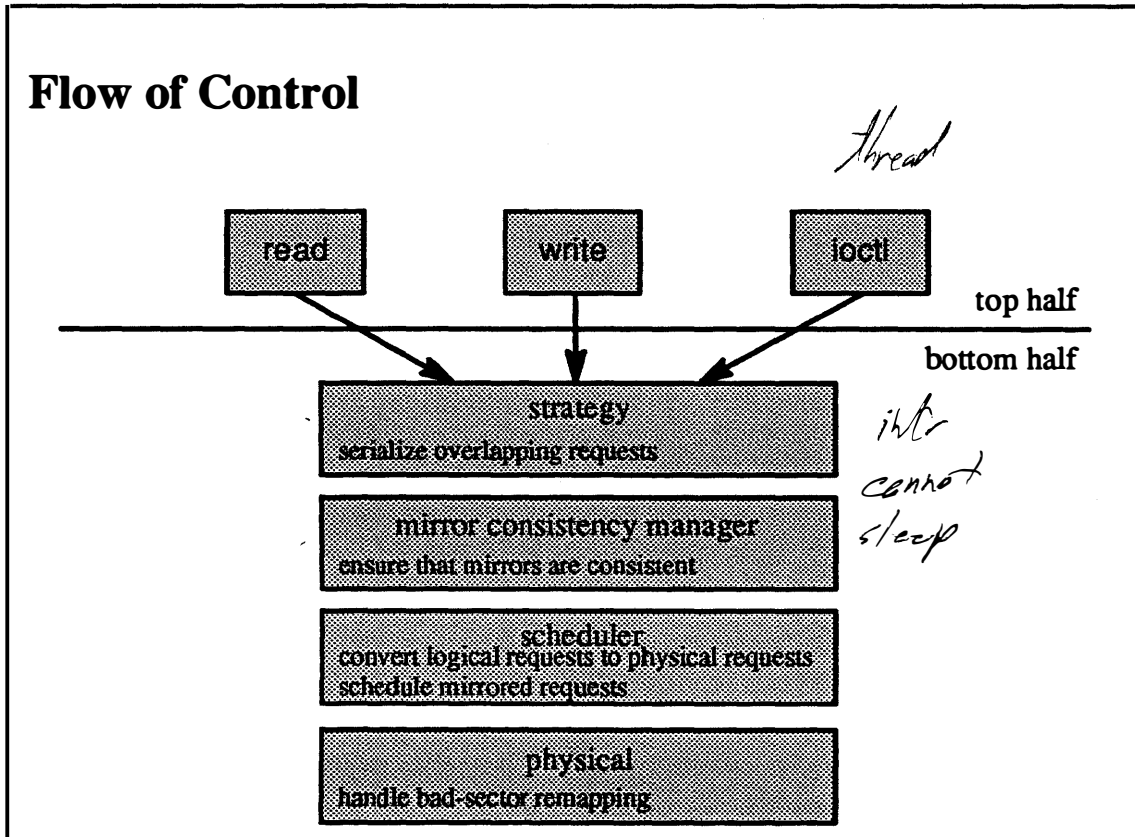 Flow of Control
thread
read
write
ioctl
top half
bottom half
strategy
serialize overlapping requests
intr
cannot
sleep
mirror consistency manager
ensure that mirrors are consistent
scheduler
convert logical requests to physical requests
schedule mirrored requests
physical
handle bad-sector remapping